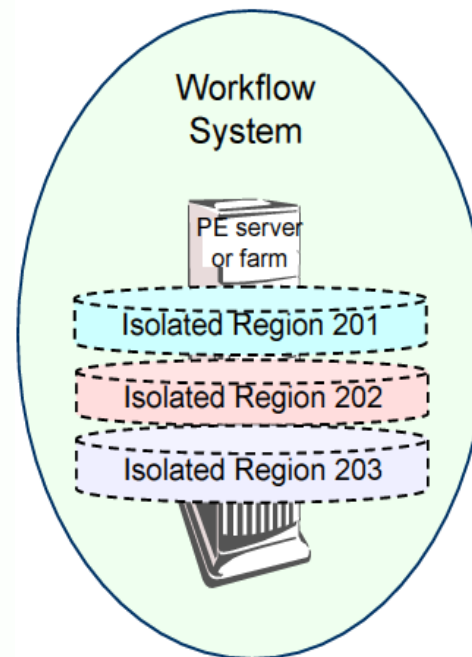 Workflow
System
PE server
or farm
Isolated Region 201
Isolated Region 202
Isolated Region 203